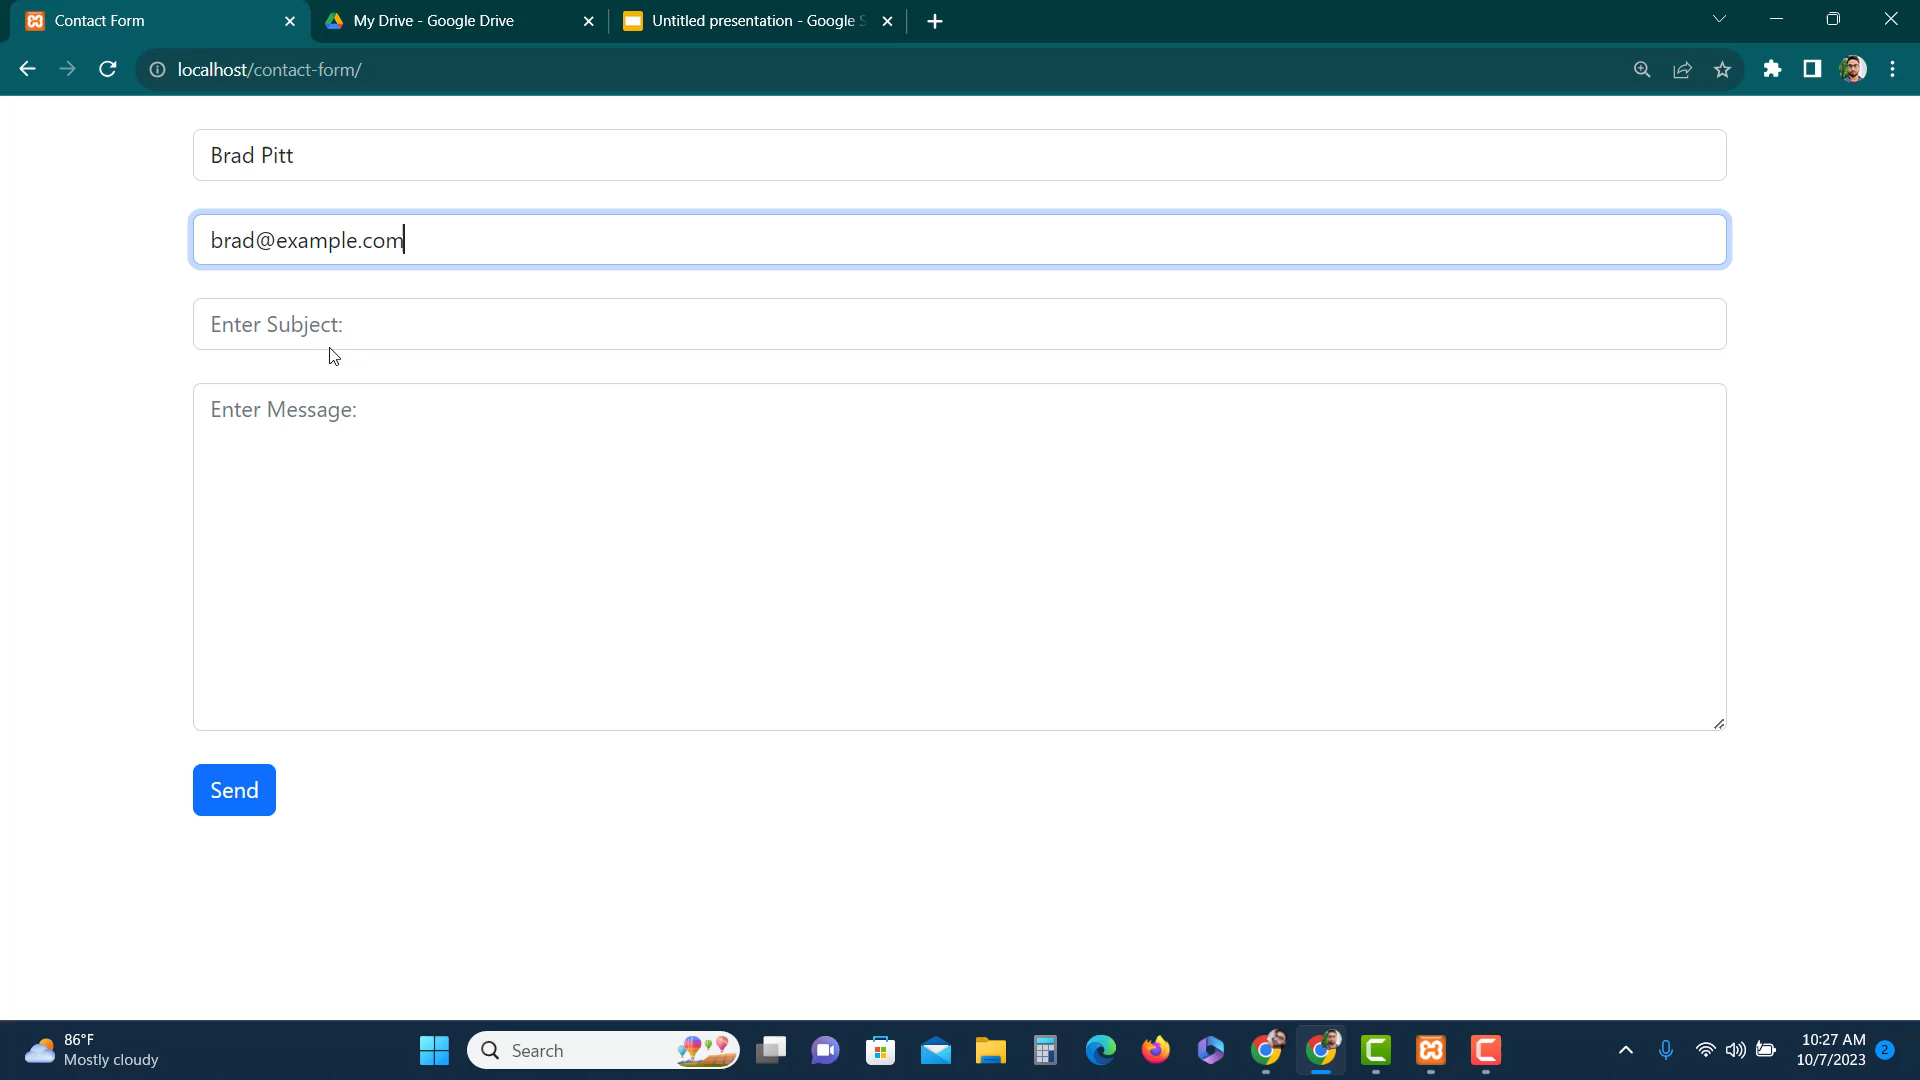 Contact Form
My Drive - Google Drive
Untitled presentation - Google S
localhost/contact-form/
Brad Pitt
brad@example.com
Enter Subject:
Enter Message:
Send
86°F
Mostly cloudy
Search
10:27 AM
10/7/2023
2